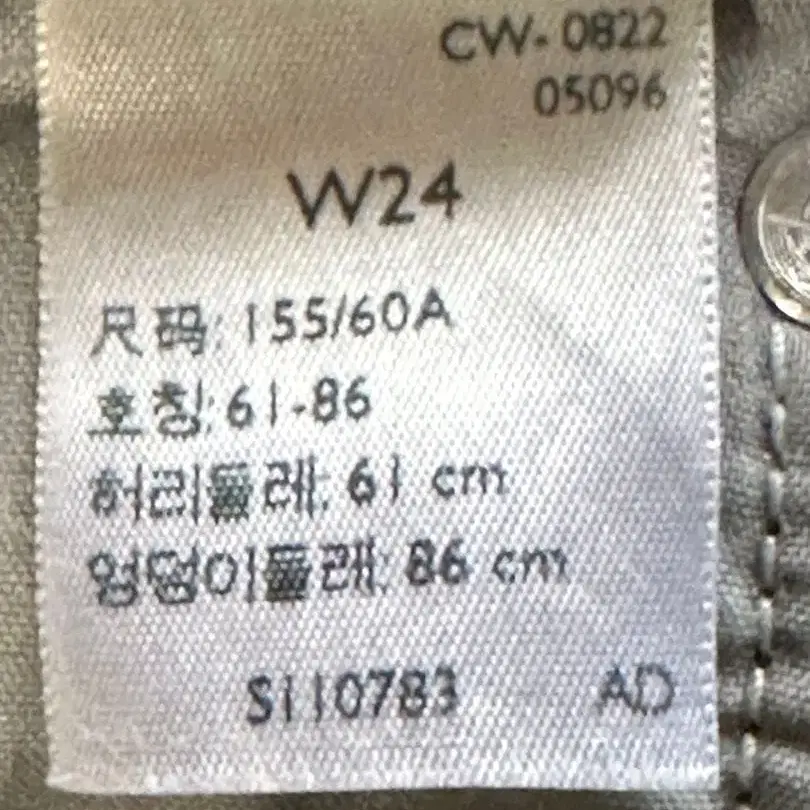 CW- 0822
05096
W24
尺码: 155/60A
호칭: 61-86
허리둘레: 61 cm
엉덩이둘레: 86 cm
S110783 AD